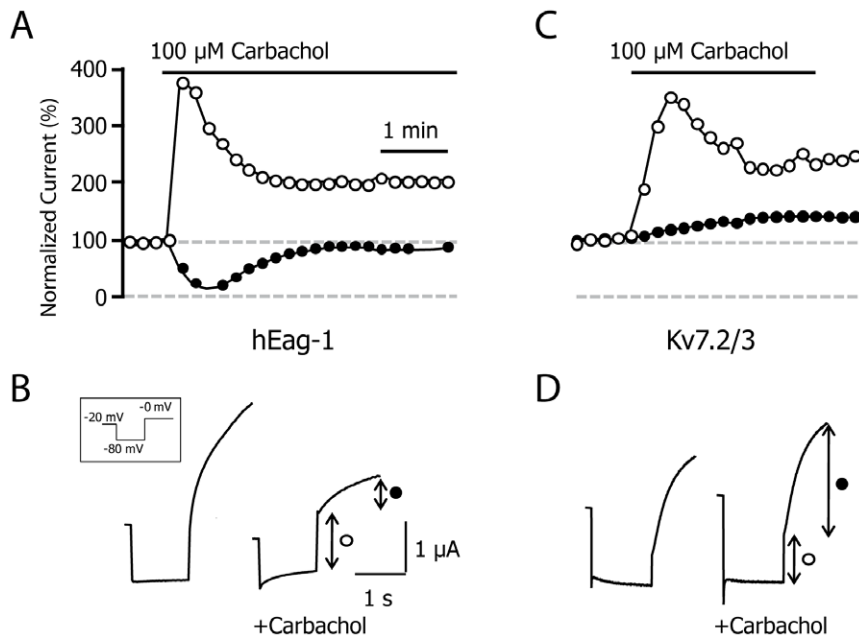 A
C
100 µM Carbachol
100 µM Carbachol
Normalized Current (%)
400
300
200
100
0
1 min
hEag-1
Kv7.2/3
B
D
-20 mV
-0 mV
-80 mV
1 µA
1 s
+Carbachol
+Carbachol